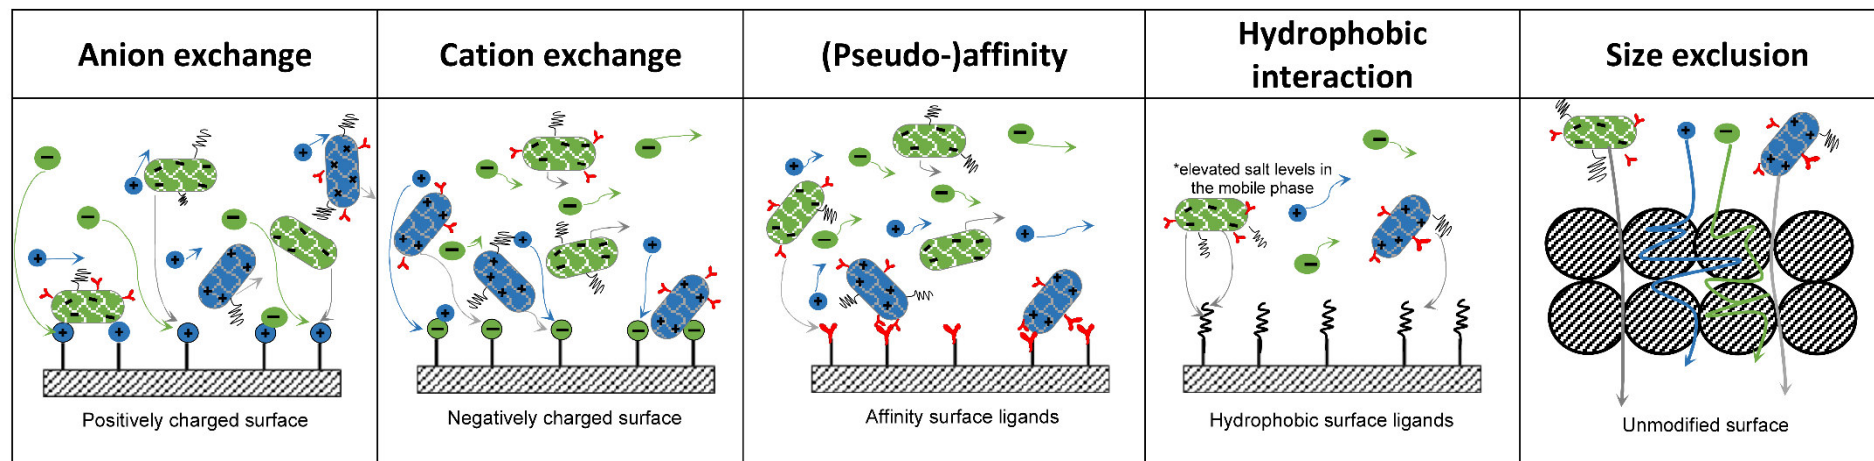 Anion exchange
Cation exchange
(Pseudo-)affinity
Hydrophobic
interaction
Size exclusion
*elevated salt levels in
the mobile phase
Positively charged surface
Negatively charged surface
Affinity surface ligands
Hydrophobic surface ligands
Unmodified surface